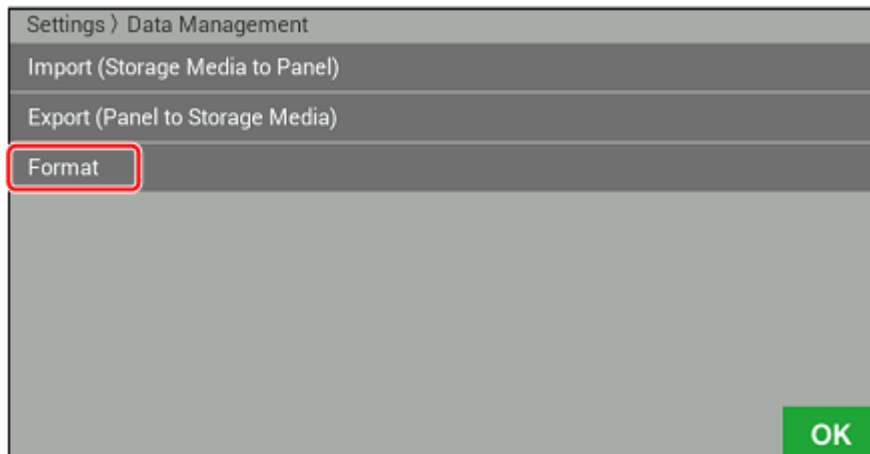 Settings 〉 Data Management
Import (Storage Media to Panel)
Export (Panel to Storage Media)
Format
OK